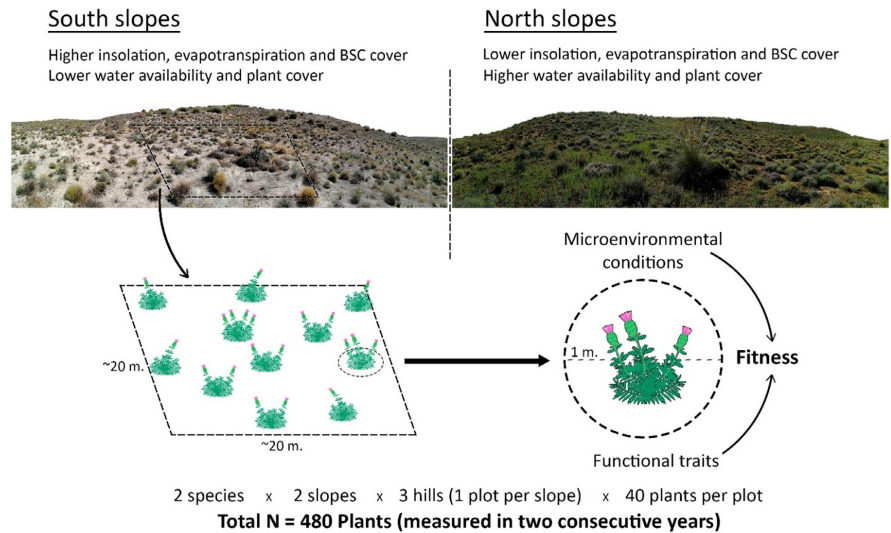 South slopes
Higher insolation, evapotranspiration and BSC cover
Lower water availability and plant cover
North slopes
Lower insolation, evapotranspiration and BSC cover
Higher water availability and plant cover
~20 m.
~20 m.
Microenvironmental
conditions
1 m.
Fitness
Functional traits
2 species x 2 slopes x 3 hills (1 plot per slope) x 40 plants per plot
Total N = 480 Plants (measured in two consecutive years)